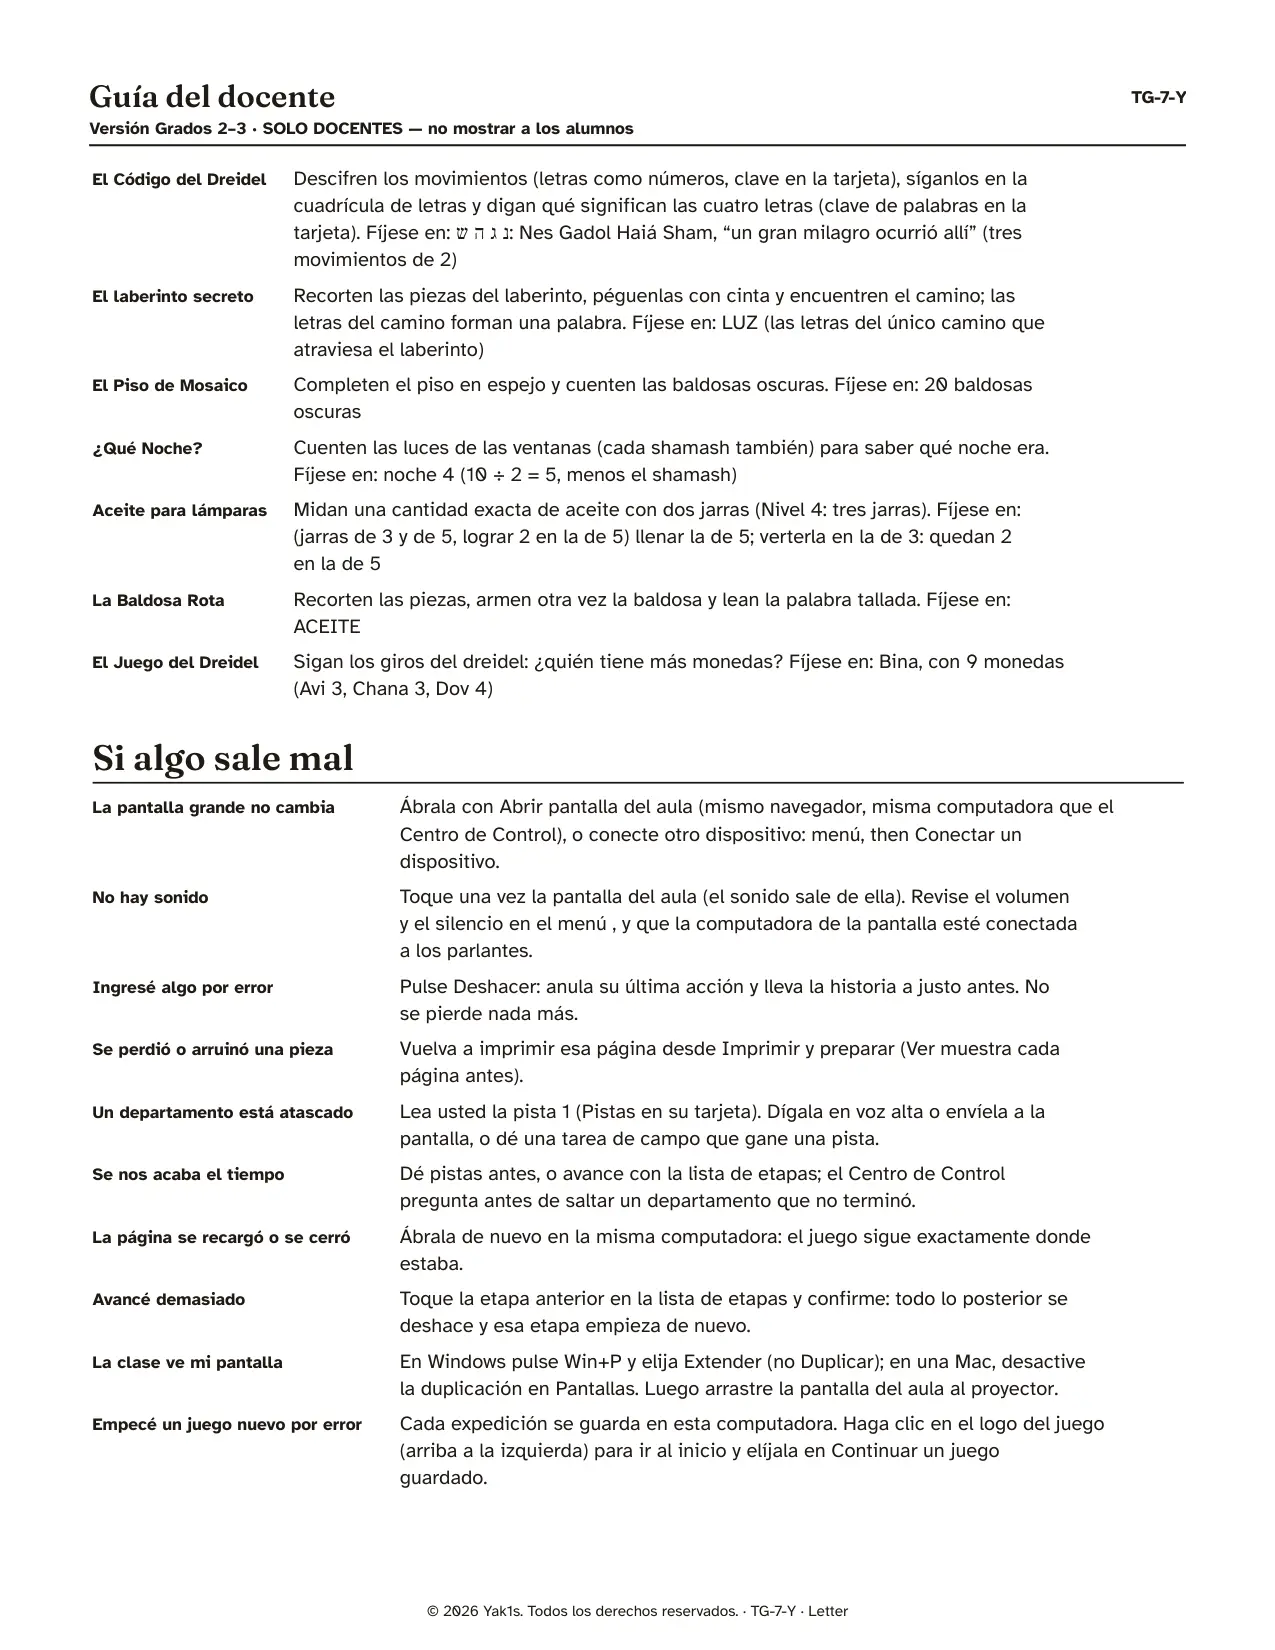 Guía del docente
TG-7-Y
Versión Grados 2–3 · SOLO DOCENTES — no mostrar a los alumnos
El Código del Dreidel
Descifren los movimientos (letras como números, clave en la tarjeta), síganlos en la
cuadrícula de letras y digan qué significan las cuatro letras (clave de palabras en la
tarjeta). Fíjese en: נ ג ה ש: Nes Gadol Haiá Sham, “un gran milagro ocurrió allí” (tres
movimientos de 2)
El laberinto secreto
Recorten las piezas del laberinto, péguenlas con cinta y encuentren el camino; las
letras del camino forman una palabra. Fíjese en: LUZ (las letras del único camino que
atraviesa el laberinto)
El Piso de Mosaico
Completen el piso en espejo y cuenten las baldosas oscuras. Fíjese en: 20 baldosas
oscuras
¿Qué Noche?
Cuenten las luces de las ventanas (cada shamash también) para saber qué noche era.
Fíjese en: noche 4 (10 ÷ 2 = 5, menos el shamash)
Aceite para lámparas
Midan una cantidad exacta de aceite con dos jarras (Nivel 4: tres jarras). Fíjese en:
(jarras de 3 y de 5, lograr 2 en la de 5) llenar la de 5; verterla en la de 3: quedan 2
en la de 5
La Baldosa Rota
Recorten las piezas, armen otra vez la baldosa y lean la palabra tallada. Fíjese en:
ACEITE
El Juego del Dreidel
Sigan los giros del dreidel: ¿quién tiene más monedas? Fíjese en: Bina, con 9 monedas
(Avi 3, Chana 3, Dov 4)
Si algo sale mal
La pantalla grande no cambia
Ábrala con Abrir pantalla del aula (mismo navegador, misma computadora que el
Centro de Control), o conecte otro dispositivo: menú, then Conectar un
dispositivo.
No hay sonido
Toque una vez la pantalla del aula (el sonido sale de ella). Revise el volumen
y el silencio en el menú , y que la computadora de la pantalla esté conectada
a los parlantes.
Ingresé algo por error
Pulse Deshacer: anula su última acción y lleva la historia a justo antes. No
se pierde nada más.
Se perdió o arruinó una pieza
Vuelva a imprimir esa página desde Imprimir y preparar (Ver muestra cada
página antes).
Un departamento está atascado
Lea usted la pista 1 (Pistas en su tarjeta). Dígala en voz alta o envíela a la
pantalla, o dé una tarea de campo que gane una pista.
Se nos acaba el tiempo
Dé pistas antes, o avance con la lista de etapas; el Centro de Control
pregunta antes de saltar un departamento que no terminó.
La página se recargó o se cerró
Ábrala de nuevo en la misma computadora: el juego sigue exactamente donde
estaba.
Avancé demasiado
Toque la etapa anterior en la lista de etapas y confirme: todo lo posterior se
deshace y esa etapa empieza de nuevo.
La clase ve mi pantalla
En Windows pulse Win+P y elija Extender (no Duplicar); en una Mac, desactive
la duplicación en Pantallas. Luego arrastre la pantalla del aula al proyector.
Empecé un juego nuevo por error
Cada expedición se guarda en esta computadora. Haga clic en el logo del juego
(arriba a la izquierda) para ir al inicio y elíjala en Continuar un juego
guardado.
© 2026 Yak1s. Todos los derechos reservados. · TG-7-Y · Letter